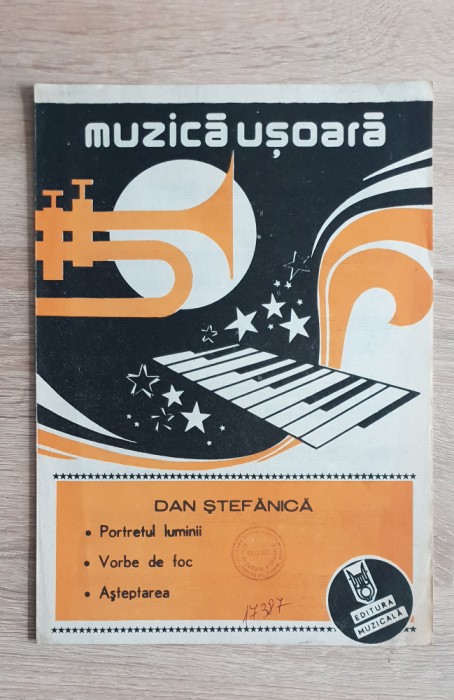 muzică ușoară
DAN ȘTEFĂNICĂ
• Portretul luminii
• Vorbe de foc
• Așteptarea
17387
EDITURA
MUZICALĂ